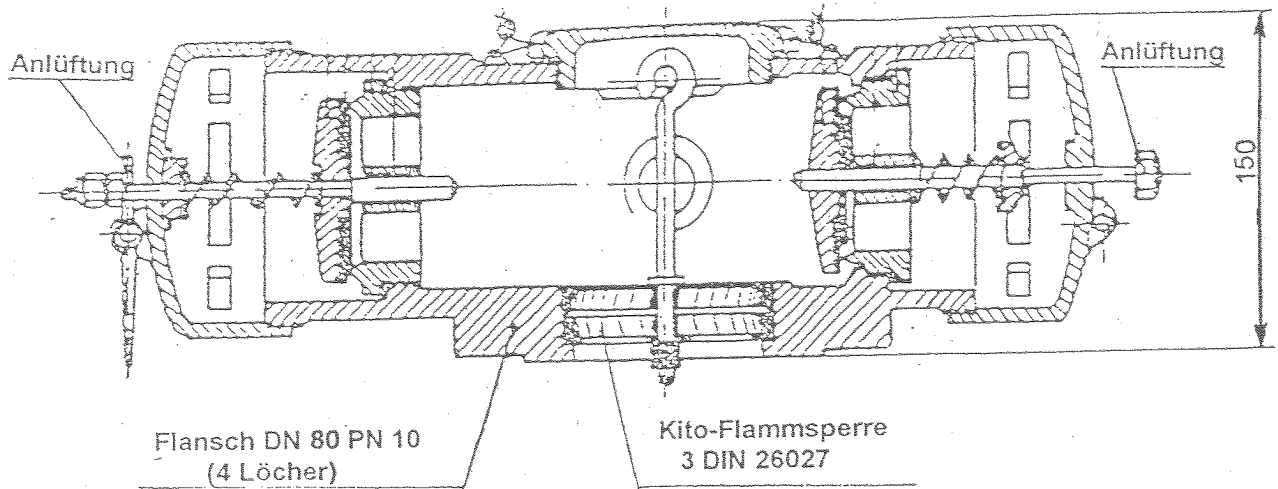 Anlüftung
Anlüftung
150
Flansch DN 80 PN 10
(4 Löcher)
Kito-Flammsperre
3 DIN 26027